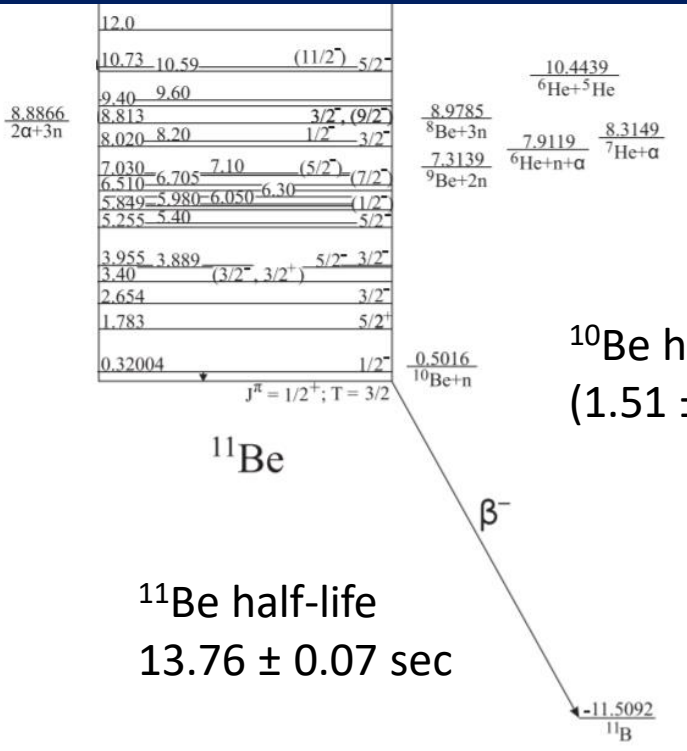 12.0
10.73 10.59 (11/2⁻) 5/2⁻
9.40 9.60
8.813 3/2⁻, (9/2⁻)
8.020 8.20 1/2⁻ 3/2⁻
7.030 7.10 (5/2⁻)
6.510 6.705 (7/2⁻)
5.849 5.980 6.050 6.30 (1/2⁻)
5.255 5.40 5/2⁻
3.955 3.889 5/2⁻ 3/2⁻
3.40 (3/2⁻, 3/2⁺)
2.654 3/2⁻
1.783 5/2⁺
0.32004 1/2⁻
Jπ = 1/2⁺; T = 3/2
8.8866
2α+3n
10.4439
⁶He+⁵He
8.9785
⁸Be+3n
7.9119
⁶He+n+α
8.3149
⁷He+α
7.3139
⁹Be+2n
0.5016
¹⁰Be+n
¹⁰Be h
(1.51
¹¹Be
β⁻
¹¹Be half-life
13.76 ± 0.07 sec
-11.5092
¹¹B